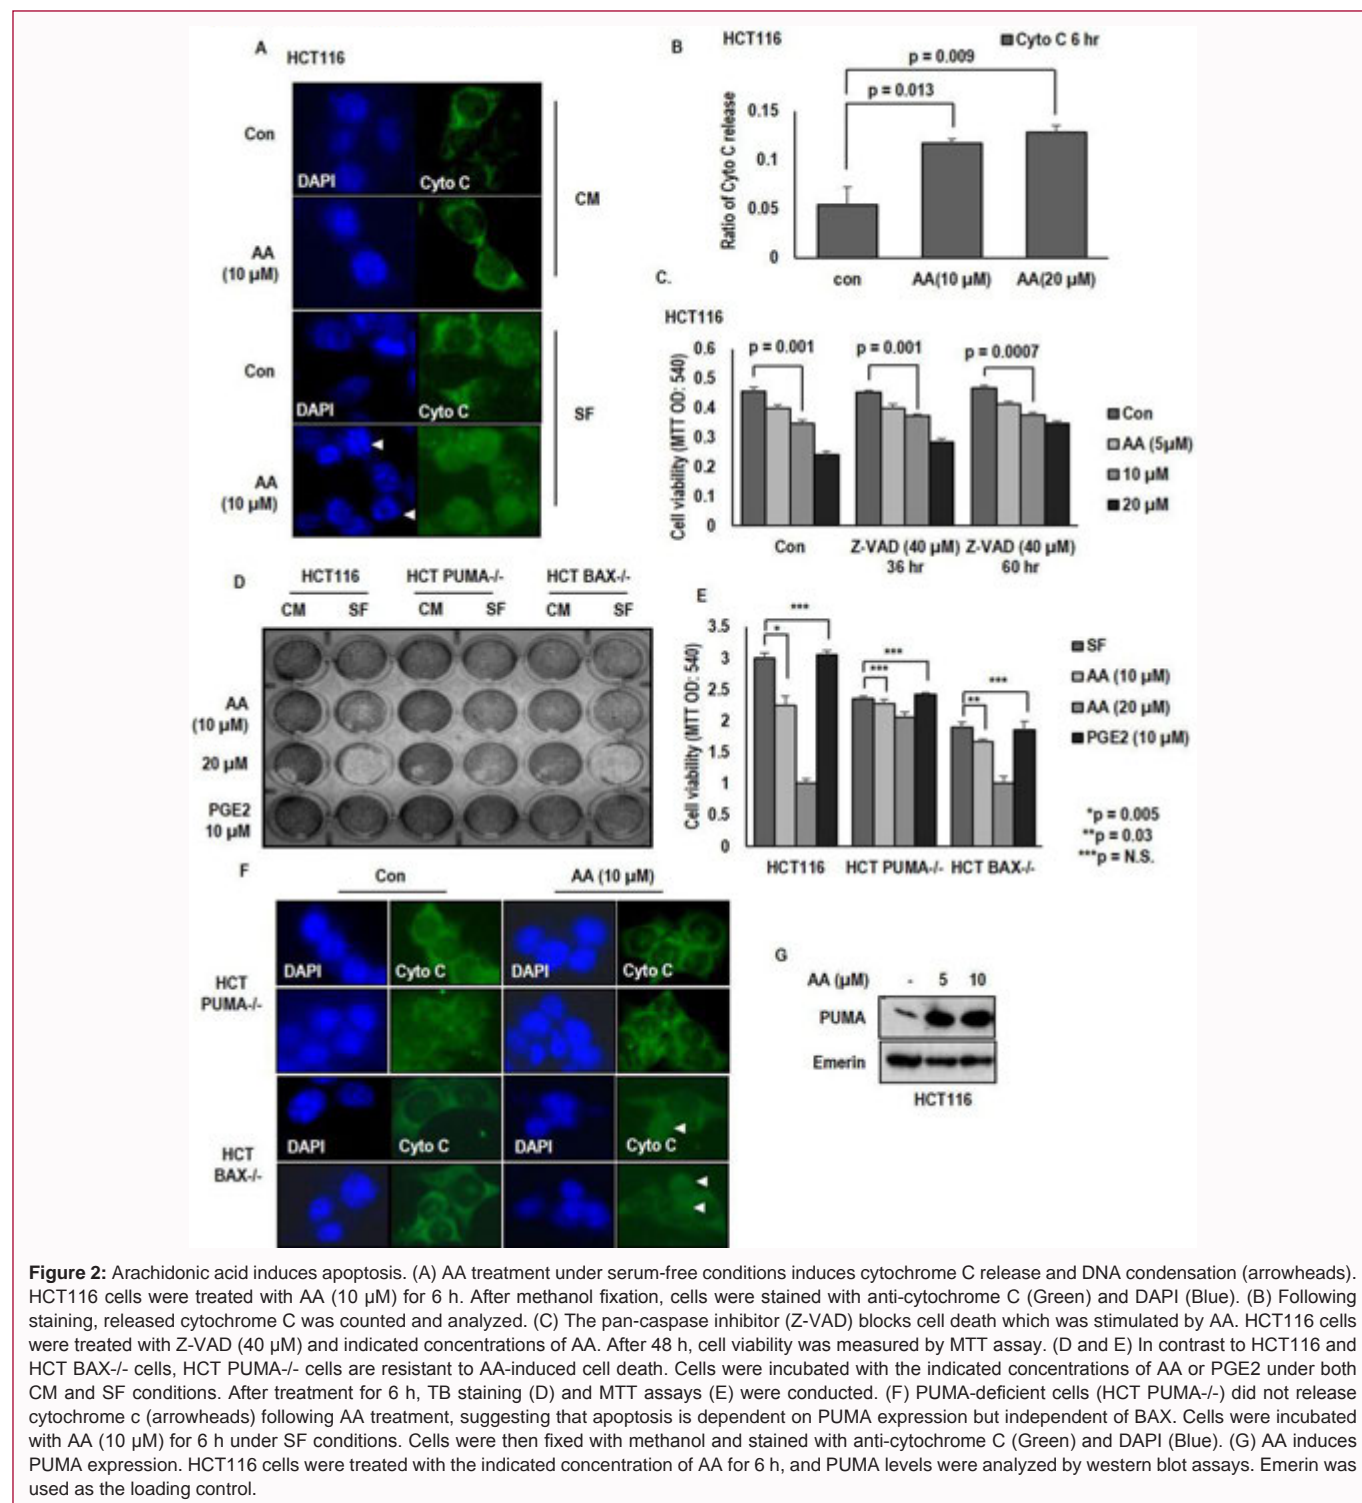 A
HCT116
Con
DAPI
Cyto C
AA
(10 µM)
CM
Con
DAPI
Cyto C
AA
(10 µM)
SF
B
HCT116
Cyto C 6 hr
p = 0.009
p = 0.013
Ratio of Cyto C release
0.15
0.1
0.05
0
con
AA(10 µM)
AA(20 µM)
C.
HCT116
Cell viability (MTT OD: 540)
0.6
0.5
0.4
0.3
0.2
0.1
0
p = 0.001
p = 0.001
p = 0.0007
Con
Z-VAD (40 µM)
36 hr
Z-VAD (40 µM)
60 hr
Con
AA (5µM)
10 µM
20 µM
D
HCT116
HCT PUMA-/-
HCT BAX-/-
CM
SF
CM
SF
CM
SF
AA
(10 µM)
20 µM
PGE2
10 µM
E
Cell viability (MTT OD: 540)
3.5
3
2.5
2
1.5
1
0.5
0
*
***
***
***
**
***
HCT116
HCT PUMA-/-
HCT BAX-/-
SF
AA (10 µM)
AA (20 µM)
PGE2 (10 µM)
*p = 0.005
**p = 0.03
***p = N.S.
F
Con
AA (10 µM)
HCT
PUMA-/-
DAPI
Cyto C
DAPI
Cyto C
HCT
BAX-/-
DAPI
Cyto C
DAPI
Cyto C
G
AA (µM)
-
5
10
PUMA
Emerin
HCT116
Figure 2: Arachidonic acid induces apoptosis. (A) AA treatment under serum-free conditions induces cytochrome C release and DNA condensation (arrowheads).
HCT116 cells were treated with AA (10 µM) for 6 h. After methanol fixation, cells were stained with anti-cytochrome C (Green) and DAPI (Blue). (B) Following
staining, released cytochrome C was counted and analyzed. (C) The pan-caspase inhibitor (Z-VAD) blocks cell death which was stimulated by AA. HCT116 cells
were treated with Z-VAD (40 µM) and indicated concentrations of AA. After 48 h, cell viability was measured by MTT assay. (D and E) In contrast to HCT116 and
HCT BAX-/- cells, HCT PUMA-/- cells are resistant to AA-induced cell death. Cells were incubated with the indicated concentrations of AA or PGE2 under both
CM and SF conditions. After treatment for 6 h, TB staining (D) and MTT assays (E) were conducted. (F) PUMA-deficient cells (HCT PUMA-/-) did not release
cytochrome c (arrowheads) following AA treatment, suggesting that apoptosis is dependent on PUMA expression but independent of BAX. Cells were incubated
with AA (10 µM) for 6 h under SF conditions. Cells were then fixed with methanol and stained with anti-cytochrome C (Green) and DAPI (Blue). (G) AA induces
PUMA expression. HCT116 cells were treated with the indicated concentration of AA for 6 h, and PUMA levels were analyzed by western blot assays. Emerin was
used as the loading control.